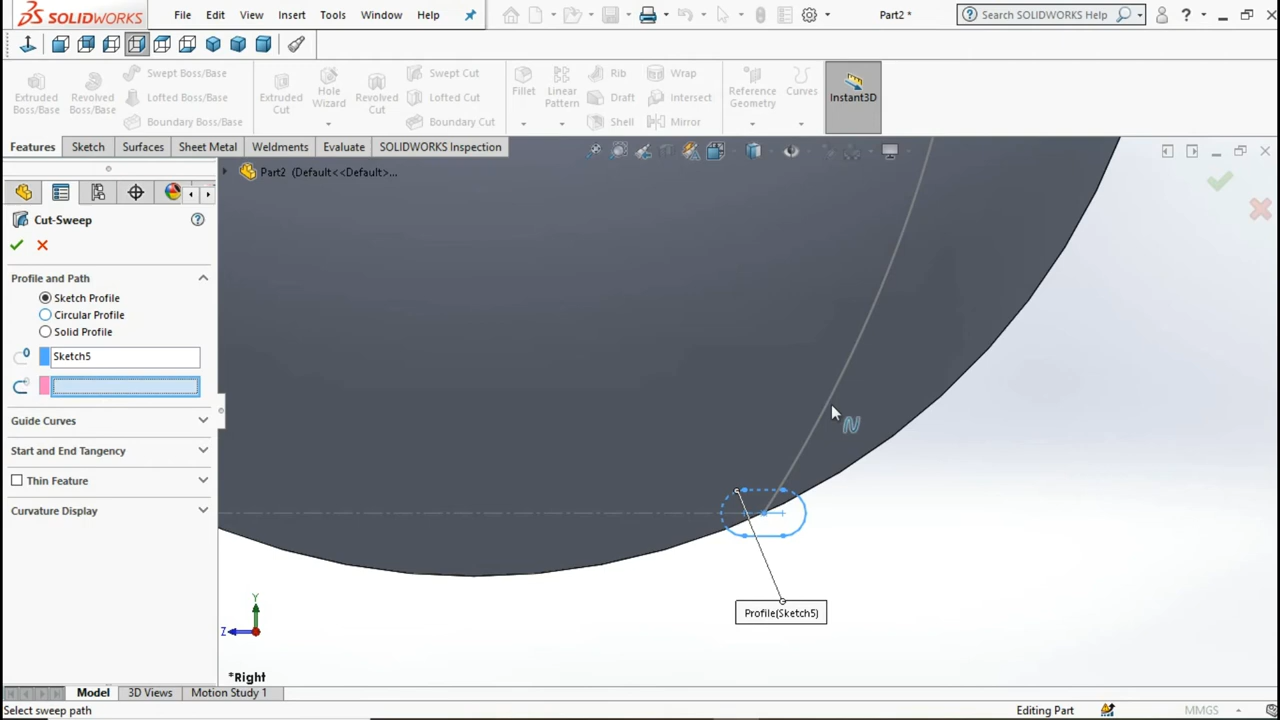 SOLIDWORKS File Edit View Insert Tools Window Help Part2 * Search SOLIDWORKS Help ?
Extruded Boss/Base Revolved Boss/Base Swept Boss/Base Lofted Boss/Base Boundary Boss/Base Extruded Cut Hole Wizard Revolved Cut Swept Cut Lofted Cut Boundary Cut Fillet Linear Pattern Rib Draft Shell Wrap Intersect Mirror Reference Geometry Curves Instant3D
Features Sketch Surfaces Sheet Metal Weldments Evaluate SOLIDWORKS Inspection
Part2 (Default<<Default>...
Cut-Sweep ?
Profile and Path
Sketch Profile
Circular Profile
Solid Profile
Sketch5
Guide Curves
Start and End Tangency
Thin Feature
Curvature Display
Profile(Sketch5)
Y
Z
*Right
Model 3D Views Motion Study 1
Select sweep path Editing Part MMGS